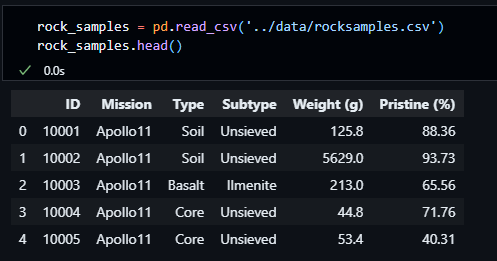 rock_samples = pd.read_csv('../data/rocksamples.csv')
rock_samples.head()
0.0s
ID Mission Type Subtype Weight (g) Pristine (%)
0 10001 Apollo11 Soil Unsieved 125.8 88.36
1 10002 Apollo11 Soil Unsieved 5629.0 93.73
2 10003 Apollo11 Basalt Ilmenite 213.0 65.56
3 10004 Apollo11 Core Unsieved 44.8 71.76
4 10005 Apollo11 Core Unsieved 53.4 40.31